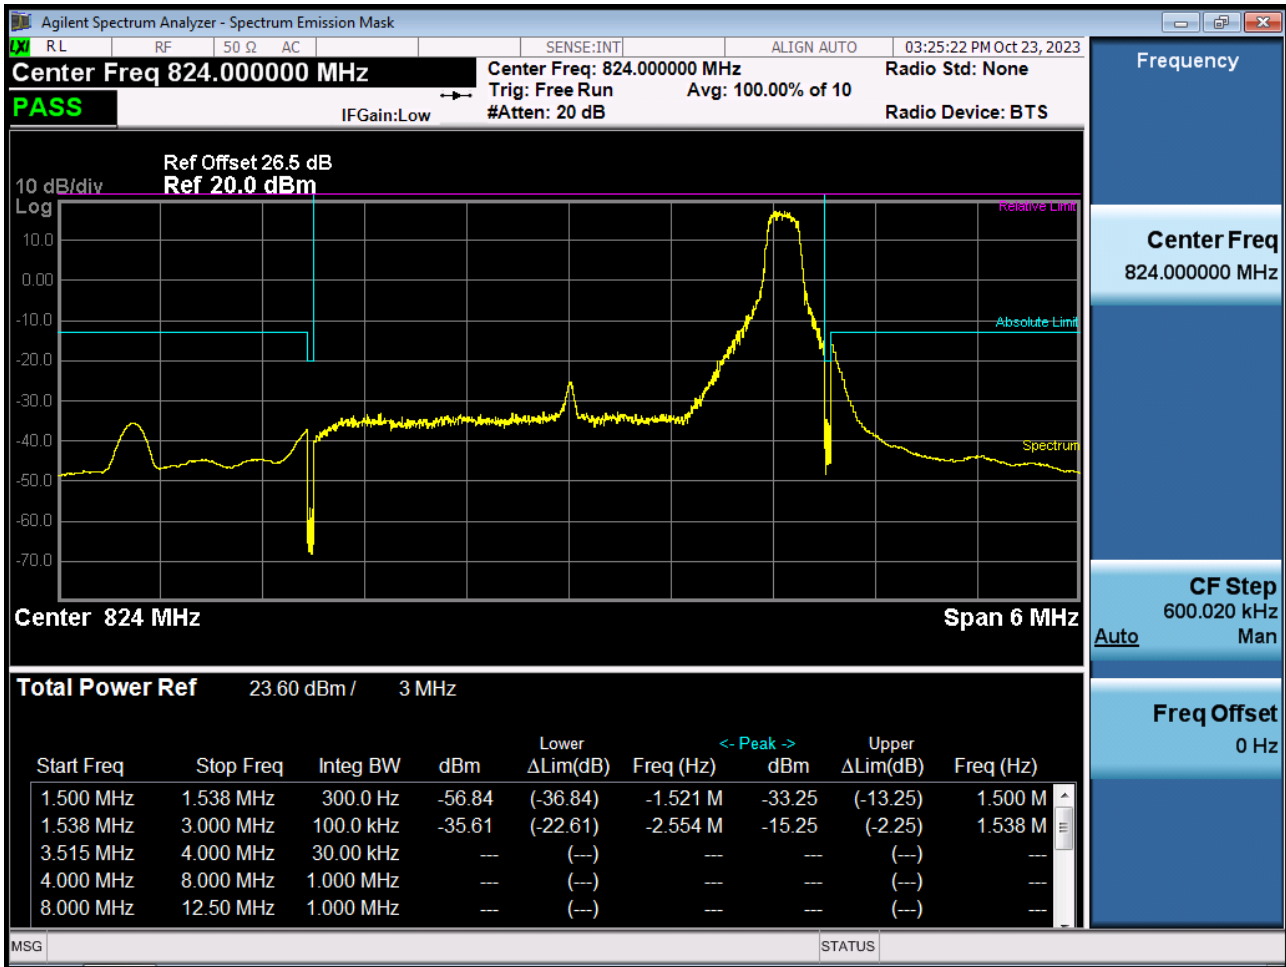 Agilent Spectrum Analyzer - Spectrum Emission Mask
LXI RL RF 50 Ω AC SENSE:INT ALIGN AUTO 03:25:22 PM Oct 23, 2023
Center Freq 824.000000 MHz Center Freq: 824.000000 MHz Radio Std: None
Trig: Free Run Avg: 100.00% of 10
PASS IFGain:Low #Atten: 20 dB Radio Device: BTS
Ref Offset 26.5 dB
10 dB/div Ref 20.0 dBm
Log
Relative Limit
10.0
0.00
-10.0
Absolute Limit
-20.0
-30.0
-40.0
Spectrum
-50.0
-60.0
-70.0
Center 824 MHz Span 6 MHz
Total Power Ref 23.60 dBm / 3 MHz
Lower <- Peak -> Upper
Start Freq Stop Freq Integ BW dBm ΔLim(dB) Freq (Hz) dBm ΔLim(dB) Freq (Hz)
1.500 MHz 1.538 MHz 300.0 Hz -56.84 (-36.84) -1.521 M -33.25 (-13.25) 1.500 M
1.538 MHz 3.000 MHz 100.0 kHz -35.61 (-22.61) -2.554 M -15.25 (-2.25) 1.538 M
3.515 MHz 4.000 MHz 30.00 kHz --- (---) --- --- (---) ---
4.000 MHz 8.000 MHz 1.000 MHz --- (---) --- --- (---) ---
8.000 MHz 12.50 MHz 1.000 MHz --- (---) --- --- (---) ---
MSG STATUS
Frequency
Center Freq
824.000000 MHz
CF Step
600.020 kHz
Auto Man
Freq Offset
0 Hz